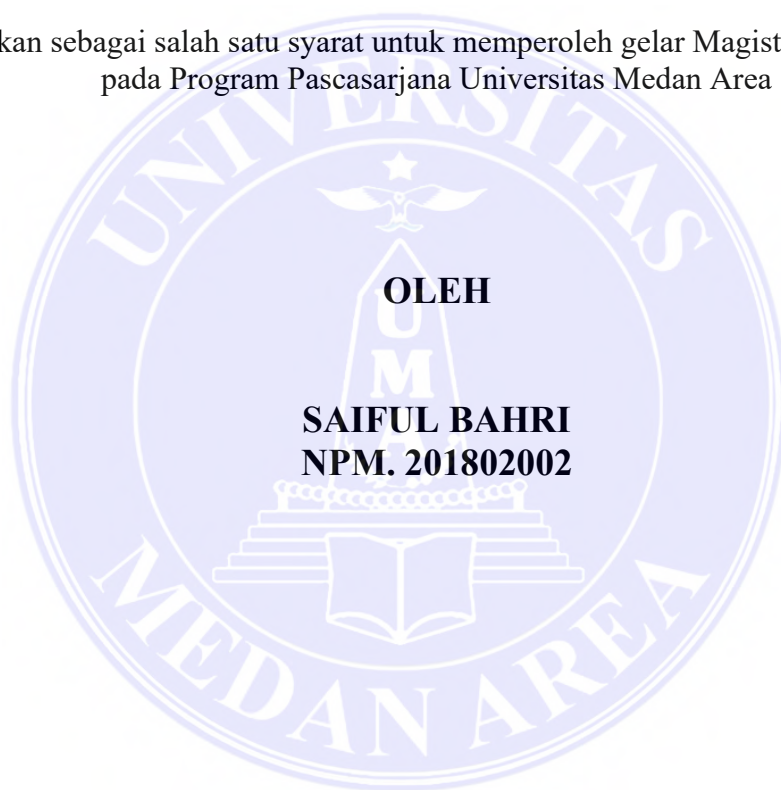 kan sebagai salah satu syarat untuk memperoleh gelar Magist
pada Program Pascasarjana Universitas Medan Area
UNIVERSITAS
OLEH
UMA
SAIFUL BAHRI
NPM. 201802002
MEDAN AREA